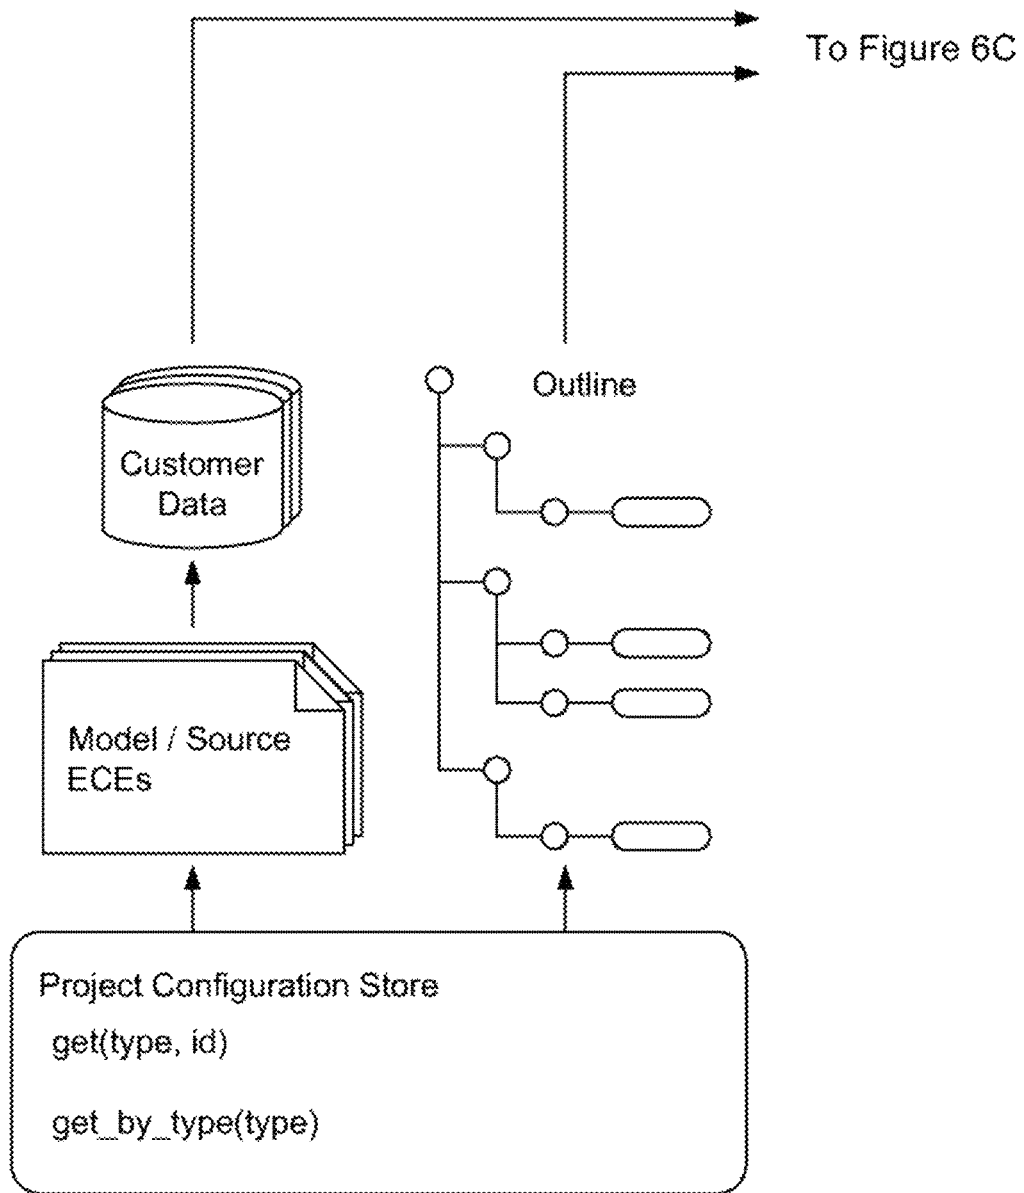 To Figure 6C
Outline
Customer
Data
Model / Source
ECEs
Project Configuration Store
get(type, id)
get_by_type(type)